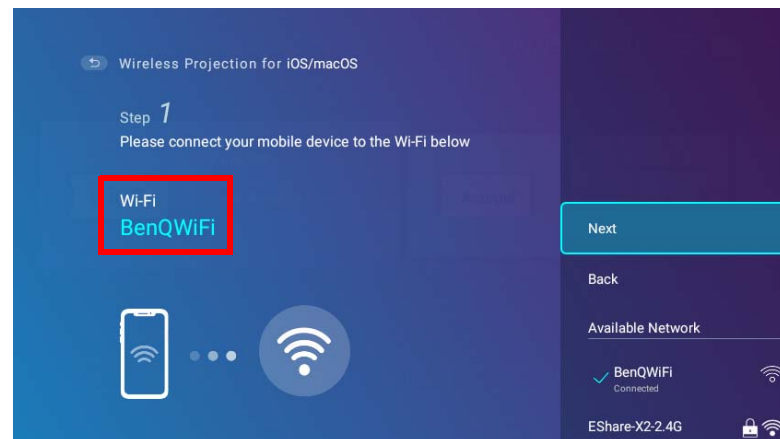 Wireless Projection for iOS/macOS
Step 1
Please connect your mobile device to the Wi-Fi below
Wi-Fi
BenQWiFi
Next
Back
Available Network
BenQWiFi
Connected
EShare-X2-2.4G